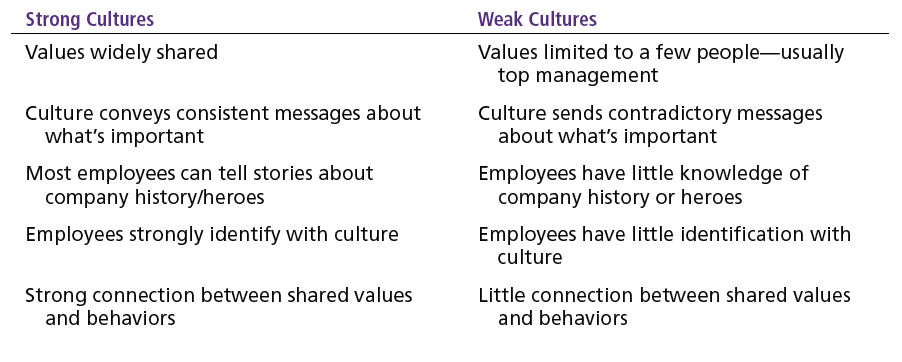 Strong Cultures
Weak Cultures
Values widely shared
Values limited to a few people—usually
top management
Culture conveys consistent messages about
what's important
Culture sends contradictory messages
about what's important
Most employees can tell stories about
company history/heroes
Employees have little knowledge of
company history or heroes
Employees strongly identify with culture
Employees have little identification with
culture
Strong connection between shared values
and behaviors
Little connection between shared values
and behaviors